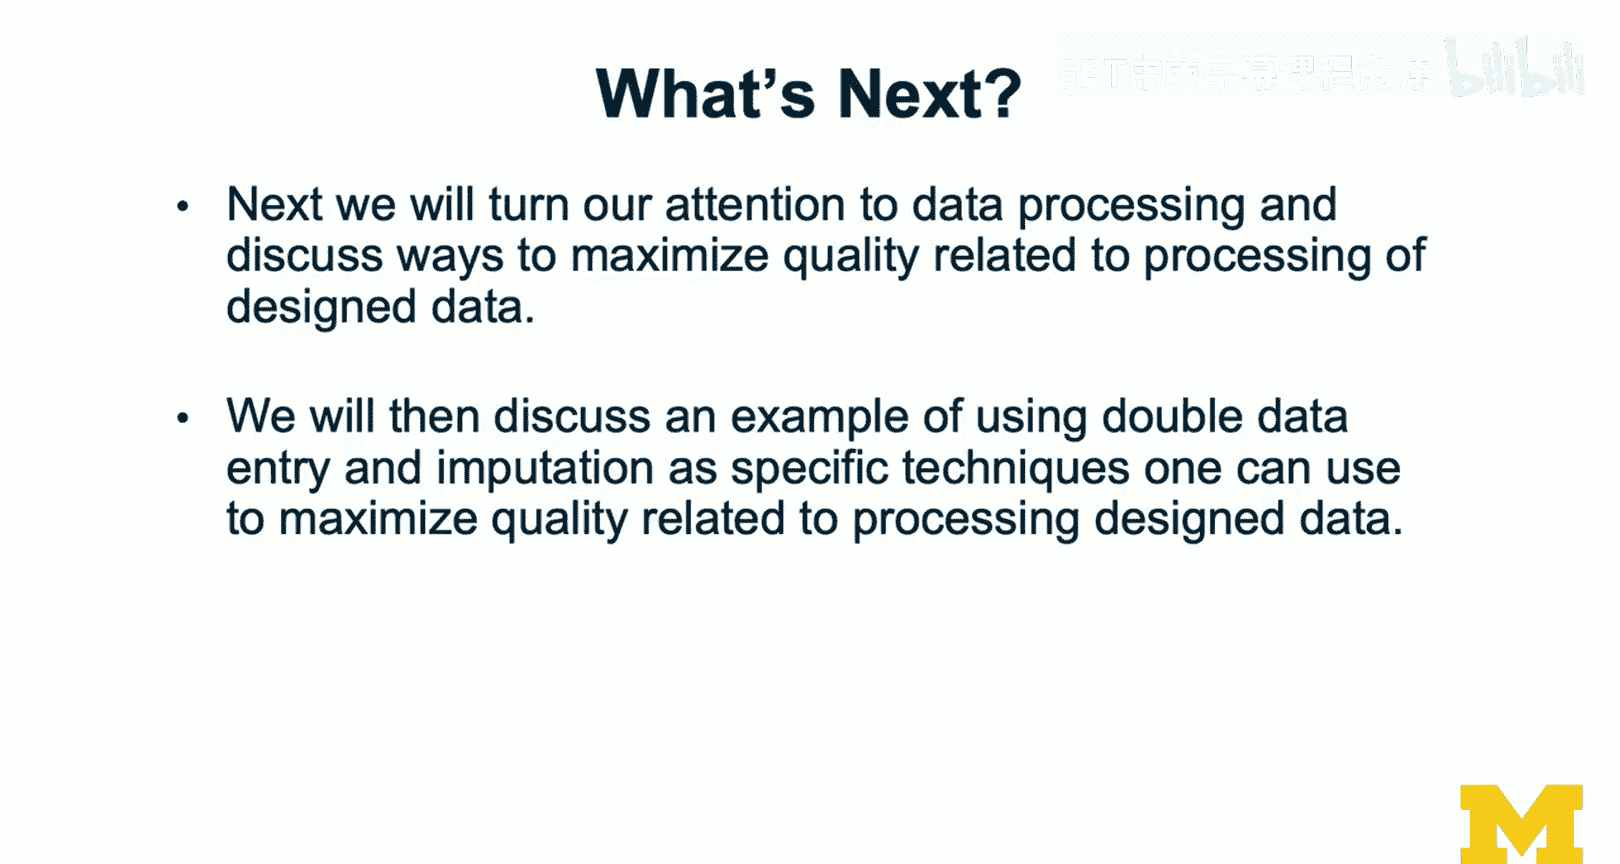 What’s Next?
bilibili
• Next we will turn our attention to data processing and
discuss ways to maximize quality related to processing of
designed data.
• We will then discuss an example of using double data
entry and imputation as specific techniques one can use
to maximize quality related to processing designed data.
M